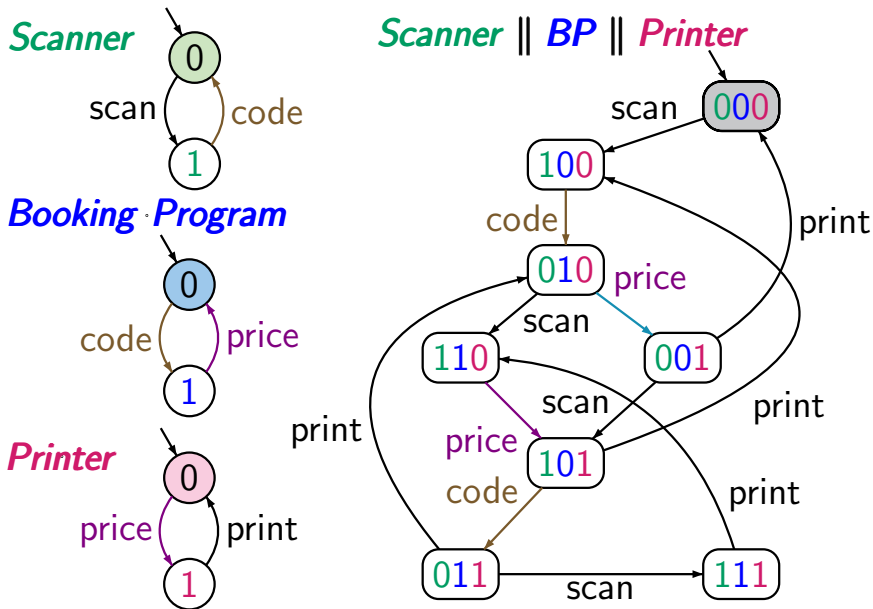 Scanner
0
scan
code
1
Booking Program
0
code
price
1
Printer
0
price
print
1
Scanner || BP || Printer
000
scan
100
code
print
010
price
scan
110
001
scan
print
price
print
101
code
print
011
scan
111